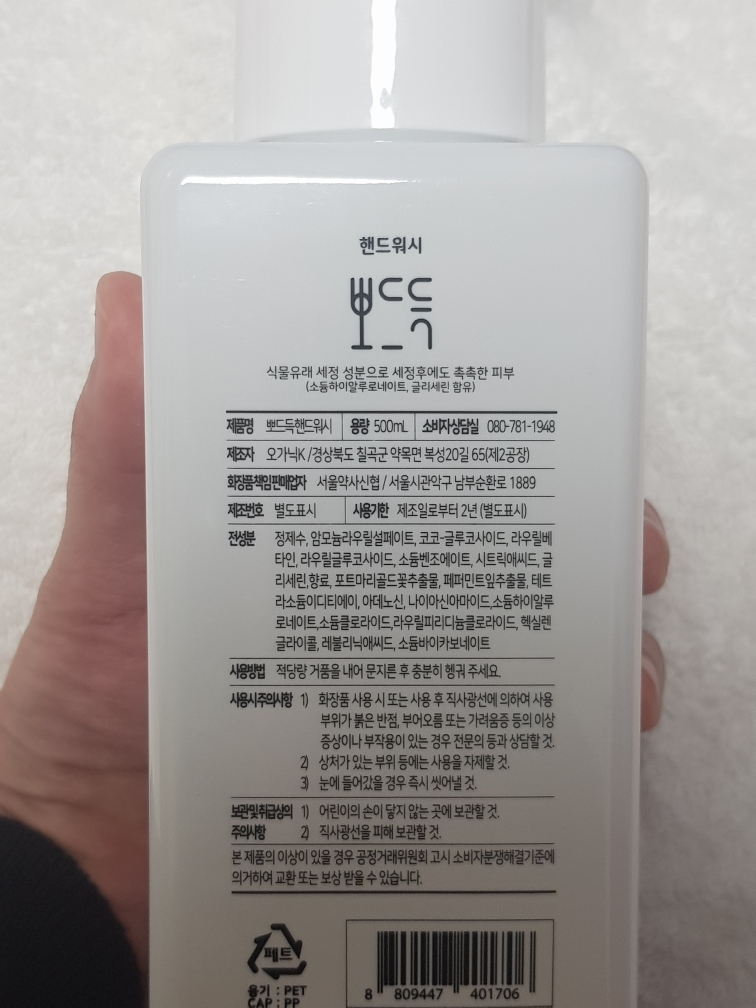 핸드워시
뽀드득
식물유래 세정 성분으로 세정후에도 촉촉한 피부
(소듐하이알루로네이트, 글리세린 함유)
제품명 뽀드득핸드워시 용량 500mL 소비자상담실 080-781-1948
제조자 오가닉K /경상북도 칠곡군 약목면 복성20길 65(제2공장)
화장품책임판매업자 서울약사신협 / 서울시관악구 남부순환로 1889
제조번호 별도표시 사용기한 제조일로부터 2년 (별도표시)
전성분 정제수, 암모늄라우릴설페이트, 코코-글루코사이드, 라우릴베
타인, 라우릴글루코사이드, 소듐벤조에이트, 시트릭애씨드, 글
리세린,향료, 포트마리골드꽃추출물, 페퍼민트잎추출물, 테트
라소듐이디티에이, 아데노신, 나이아신아마이드,소듐하이알루
로네이트,소듐클로라이드,라우릴피리디늄클로라이드, 헥실렌
글라이콜, 레불리닉애씨드, 소듐바이카보네이트
사용방법 적당량 거품을 내어 문지른 후 충분히 헹궈 주세요.
사용시주의사항 1) 화장품 사용 시 또는 사용 후 직사광선에 의하여 사용
부위가 붉은 반점, 부어오름 또는 가려움증 등의 이상
증상이나 부작용이 있는 경우 전문의 등과 상담할 것.
2) 상처가 있는 부위 등에는 사용을 자제할 것.
3) 눈에 들어갔을 경우 즉시 씻어낼 것.
보관및취급상의 1) 어린이의 손이 닿지 않는 곳에 보관할 것.
주의사항 2) 직사광선을 피해 보관할 것.
본 제품의 이상이 있을 경우 공정거래위원회 고시 소비자분쟁해결기준에
의거하여 교환 또는 보상 받을 수 있습니다.
페트
용기 : PET
CAP : PP
8 809447 401706